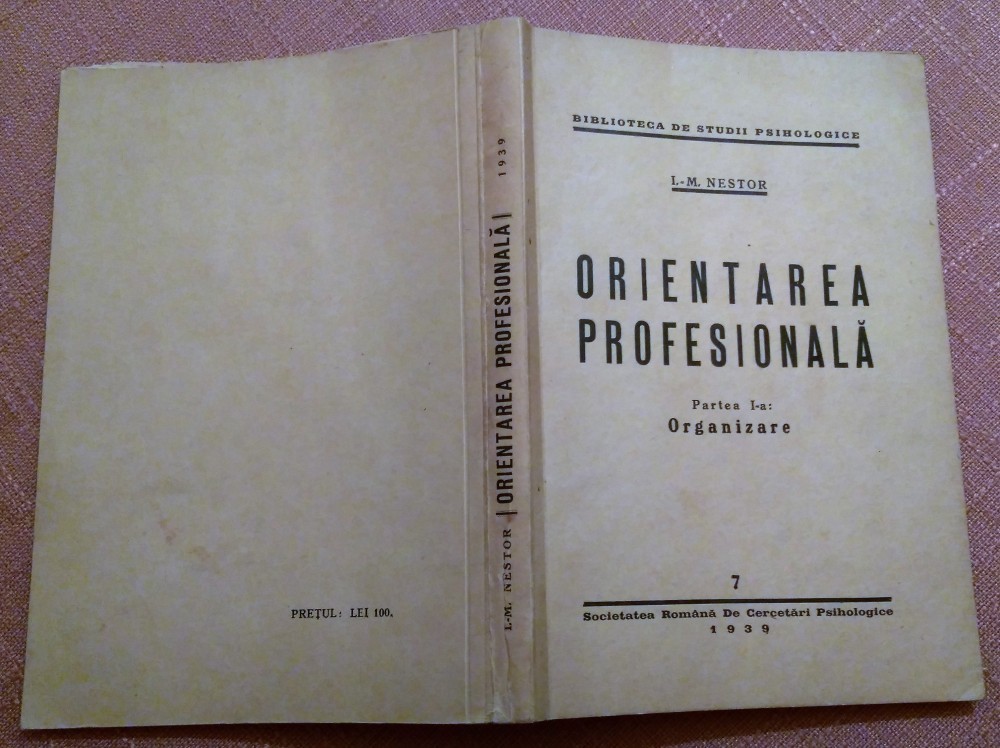 BIBLIOTECA DE STUDII PSIHOLOGICE
I.-M. NESTOR
ORIENTAREA
PROFESIONALĂ
Partea I-a:
Organizare
7
Societatea Română De Cercetări Psihologice
1939
I.-M. NESTOR | ORIENTAREA PROFESIONALĂ | 1939
PREŢUL: LEI 100.